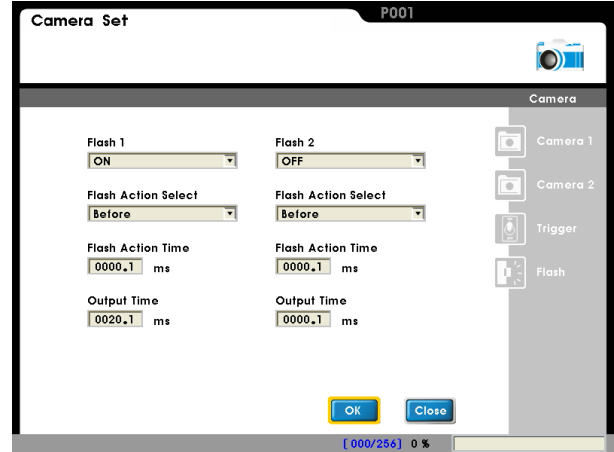 Camera Set
P001
Camera
Flash 1
Flash 2
ON
OFF
Flash Action Select
Flash Action Select
Before
Before
Flash Action Time
Flash Action Time
0000.1 ms
0000.1 ms
Output Time
Output Time
0020.1 ms
0000.1 ms
Camera 1
Camera 2
Trigger
Flash
OK
Close
[000/256] 0 %